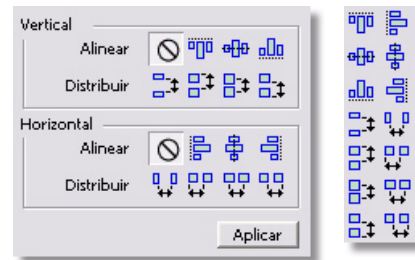 Vertical
Alinear
Distribuir
Horizontal
Alinear
Distribuir
Aplicar